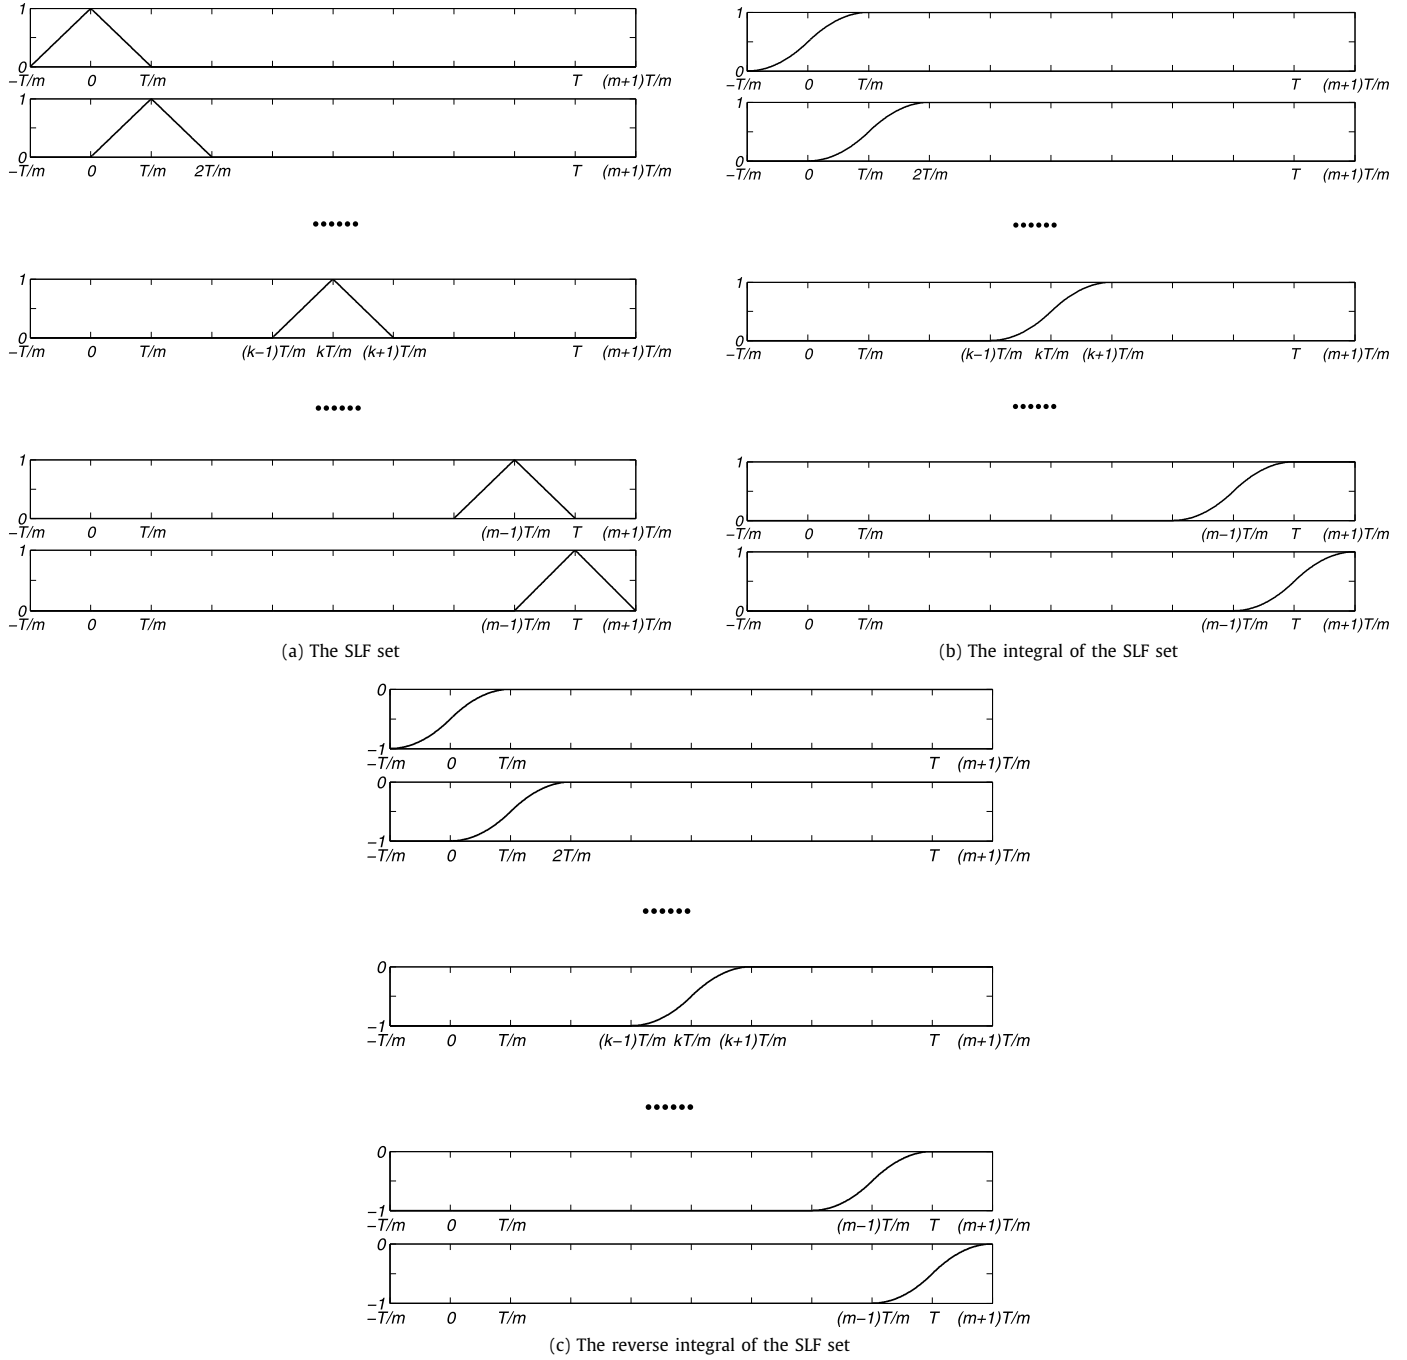 1
0
−T/m 0 T/m T (m+1)T/m
1
0
−T/m 0 T/m 2T/m T (m+1)T/m
••••••
1
0
−T/m 0 T/m (k−1)T/m kT/m (k+1)T/m T (m+1)T/m
••••••
1
0
−T/m 0 T/m (m−1)T/m T (m+1)T/m
1
0
−T/m 0 T/m (m−1)T/m T (m+1)T/m
(a) The SLF set
1
0
−T/m 0 T/m T (m+1)T/m
1
0
−T/m 0 T/m 2T/m T (m+1)T/m
••••••
1
0
−T/m 0 T/m (k−1)T/m kT/m (k+1)T/m T (m+1)T/m
••••••
1
0
−T/m 0 T/m (m−1)T/m T (m+1)T/m
1
0
−T/m 0 T/m (m−1)T/m T (m+1)T/m
(b) The integral of the SLF set
0
−1
−T/m 0 T/m T (m+1)T/m
0
−1
−T/m 0 T/m 2T/m T (m+1)T/m
••••••
0
−1
−T/m 0 T/m (k−1)T/m kT/m (k+1)T/m T (m+1)T/m
••••••
0
−1
−T/m 0 T/m (m−1)T/m T (m+1)T/m
0
−1
−T/m 0 T/m (m−1)T/m T (m+1)T/m
(c) The reverse integral of the SLF set